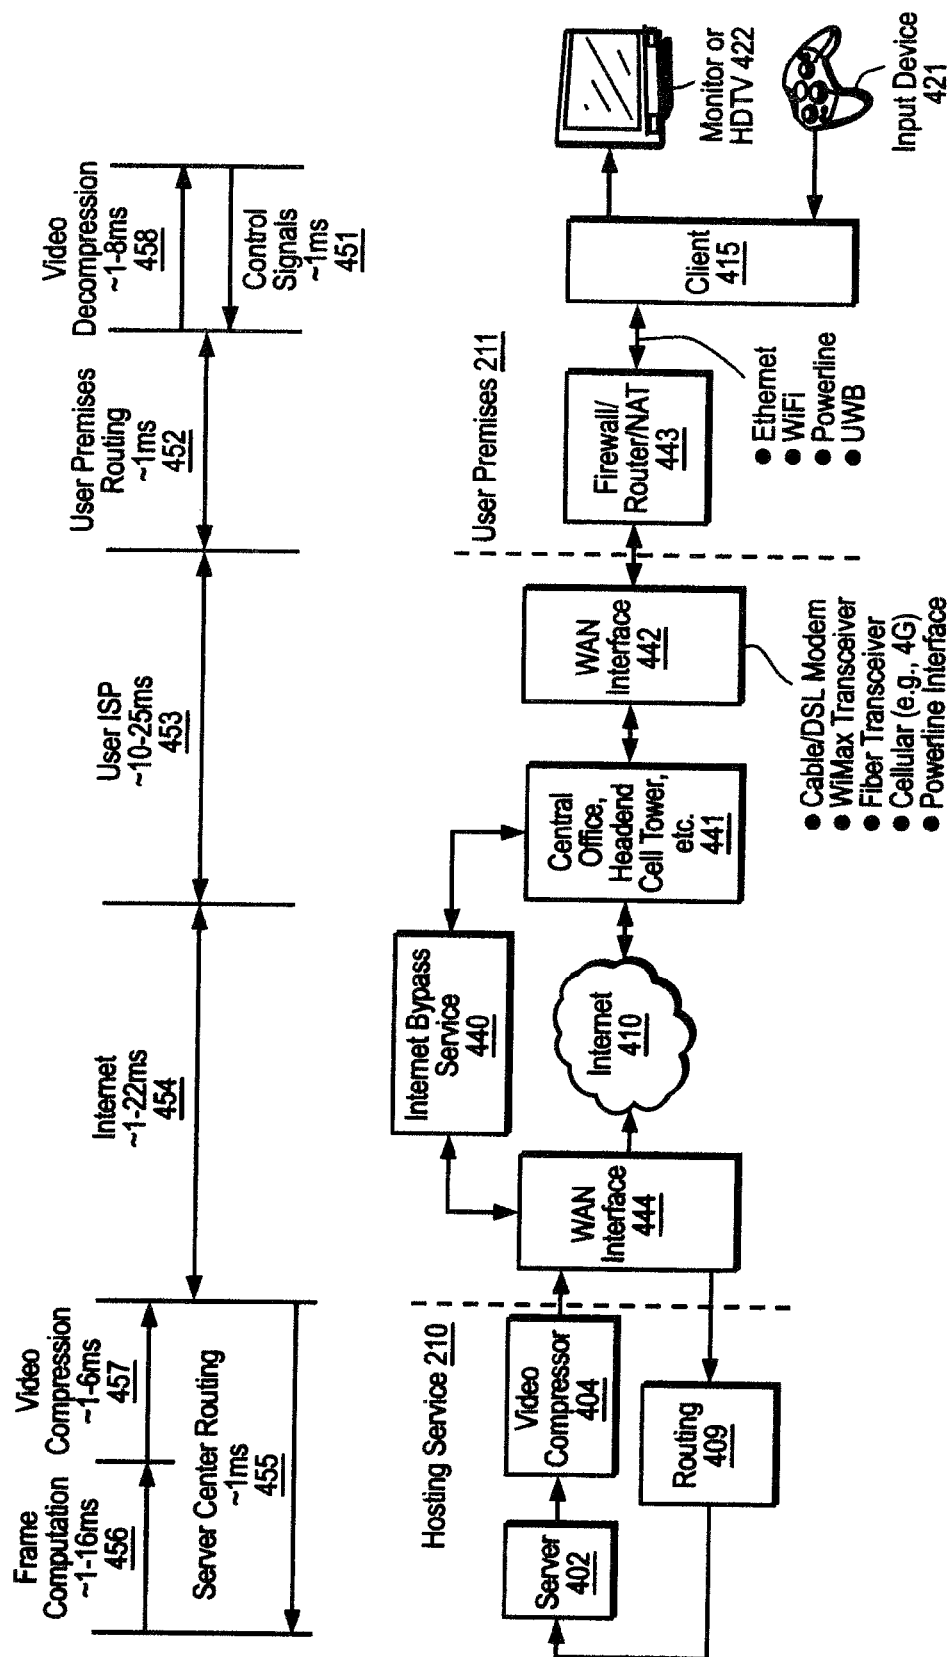 Frame
Computation
~1-16ms
456
Video
Compression
~1-6ms
457
Server Center Routing
~1ms
455
Internet
~1-22ms
454
User ISP
~10-25ms
453
User Premises
Routing
~1ms
452
Video
Decompression
~1-8ms
458
Control
Signals
~1ms
451
Hosting Service 210
Server
402
Video
Compressor
404
Routing
409
WAN
Interface
444
Internet Bypass
Service
440
Internet
410
Central
Office,
Headend
Cell Tower,
etc.
441
WAN
Interface
442
● Cable/DSL Modem
● WiMax Transceiver
● Fiber Transceiver
● Cellular (e.g., 4G)
● Powerline Interface
User Premises 211
Firewall/
Router/NAT
443
● Ethernet
● WiFi
● Powerline
● UWB
Client
415
Monitor or
HDTV 422
Input Device
421